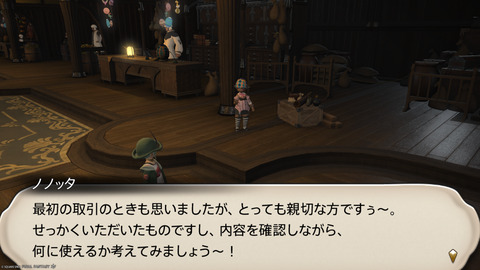 ノノッタ
最初の取引のときも思いましたが、とっても親切な方ですぅ～。
せっかくいただいたものですし、内容を確認しながら、
何に使えるか考えてみましょう～！